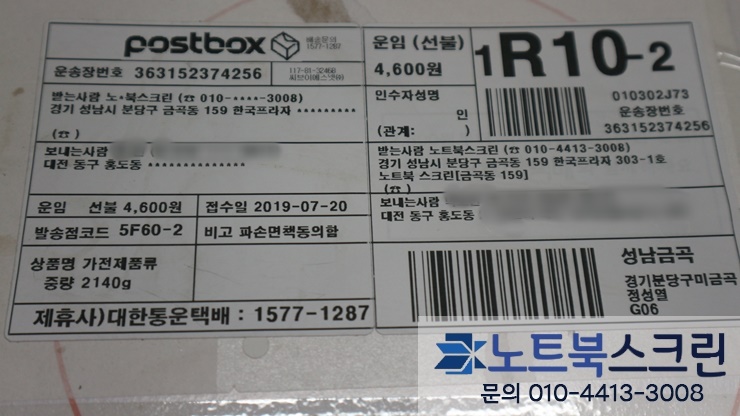 postbox
배송문의
1577-1287
운송장번호 363152374256
117-81-32466
받는사람 노*북스크린 (☎ 010-****-3008)
경기 성남시 분당구 금곡동 159 한국프라자 *********
(☎ )
보내는사람
대전 동구 홍도동 **************
운임 선불 4,600원 접수일 2019-07-20
발송점코드 5F60-2 비고 파손면책동의함
상품명 가전제품류
중량 2140g
제휴사)대한통운택배 : 1577-1287
운임 (선불)
4,600원
1R10-2
인수자성명
인
(관계: )
010302J73
운송장번호
363152374256
받는사람 노트북스크린 (☎ 010-4413-3008)
경기 성남시 분당구 금곡동 159 한국프라자 303-1호
노트북 스크린[금곡동 159]
(☎ )
보내는사람
대전 동구 홍도동
성남금곡
경기분당구미금곡
정성열
G06
노트북스크린
문의 010-4413-3008